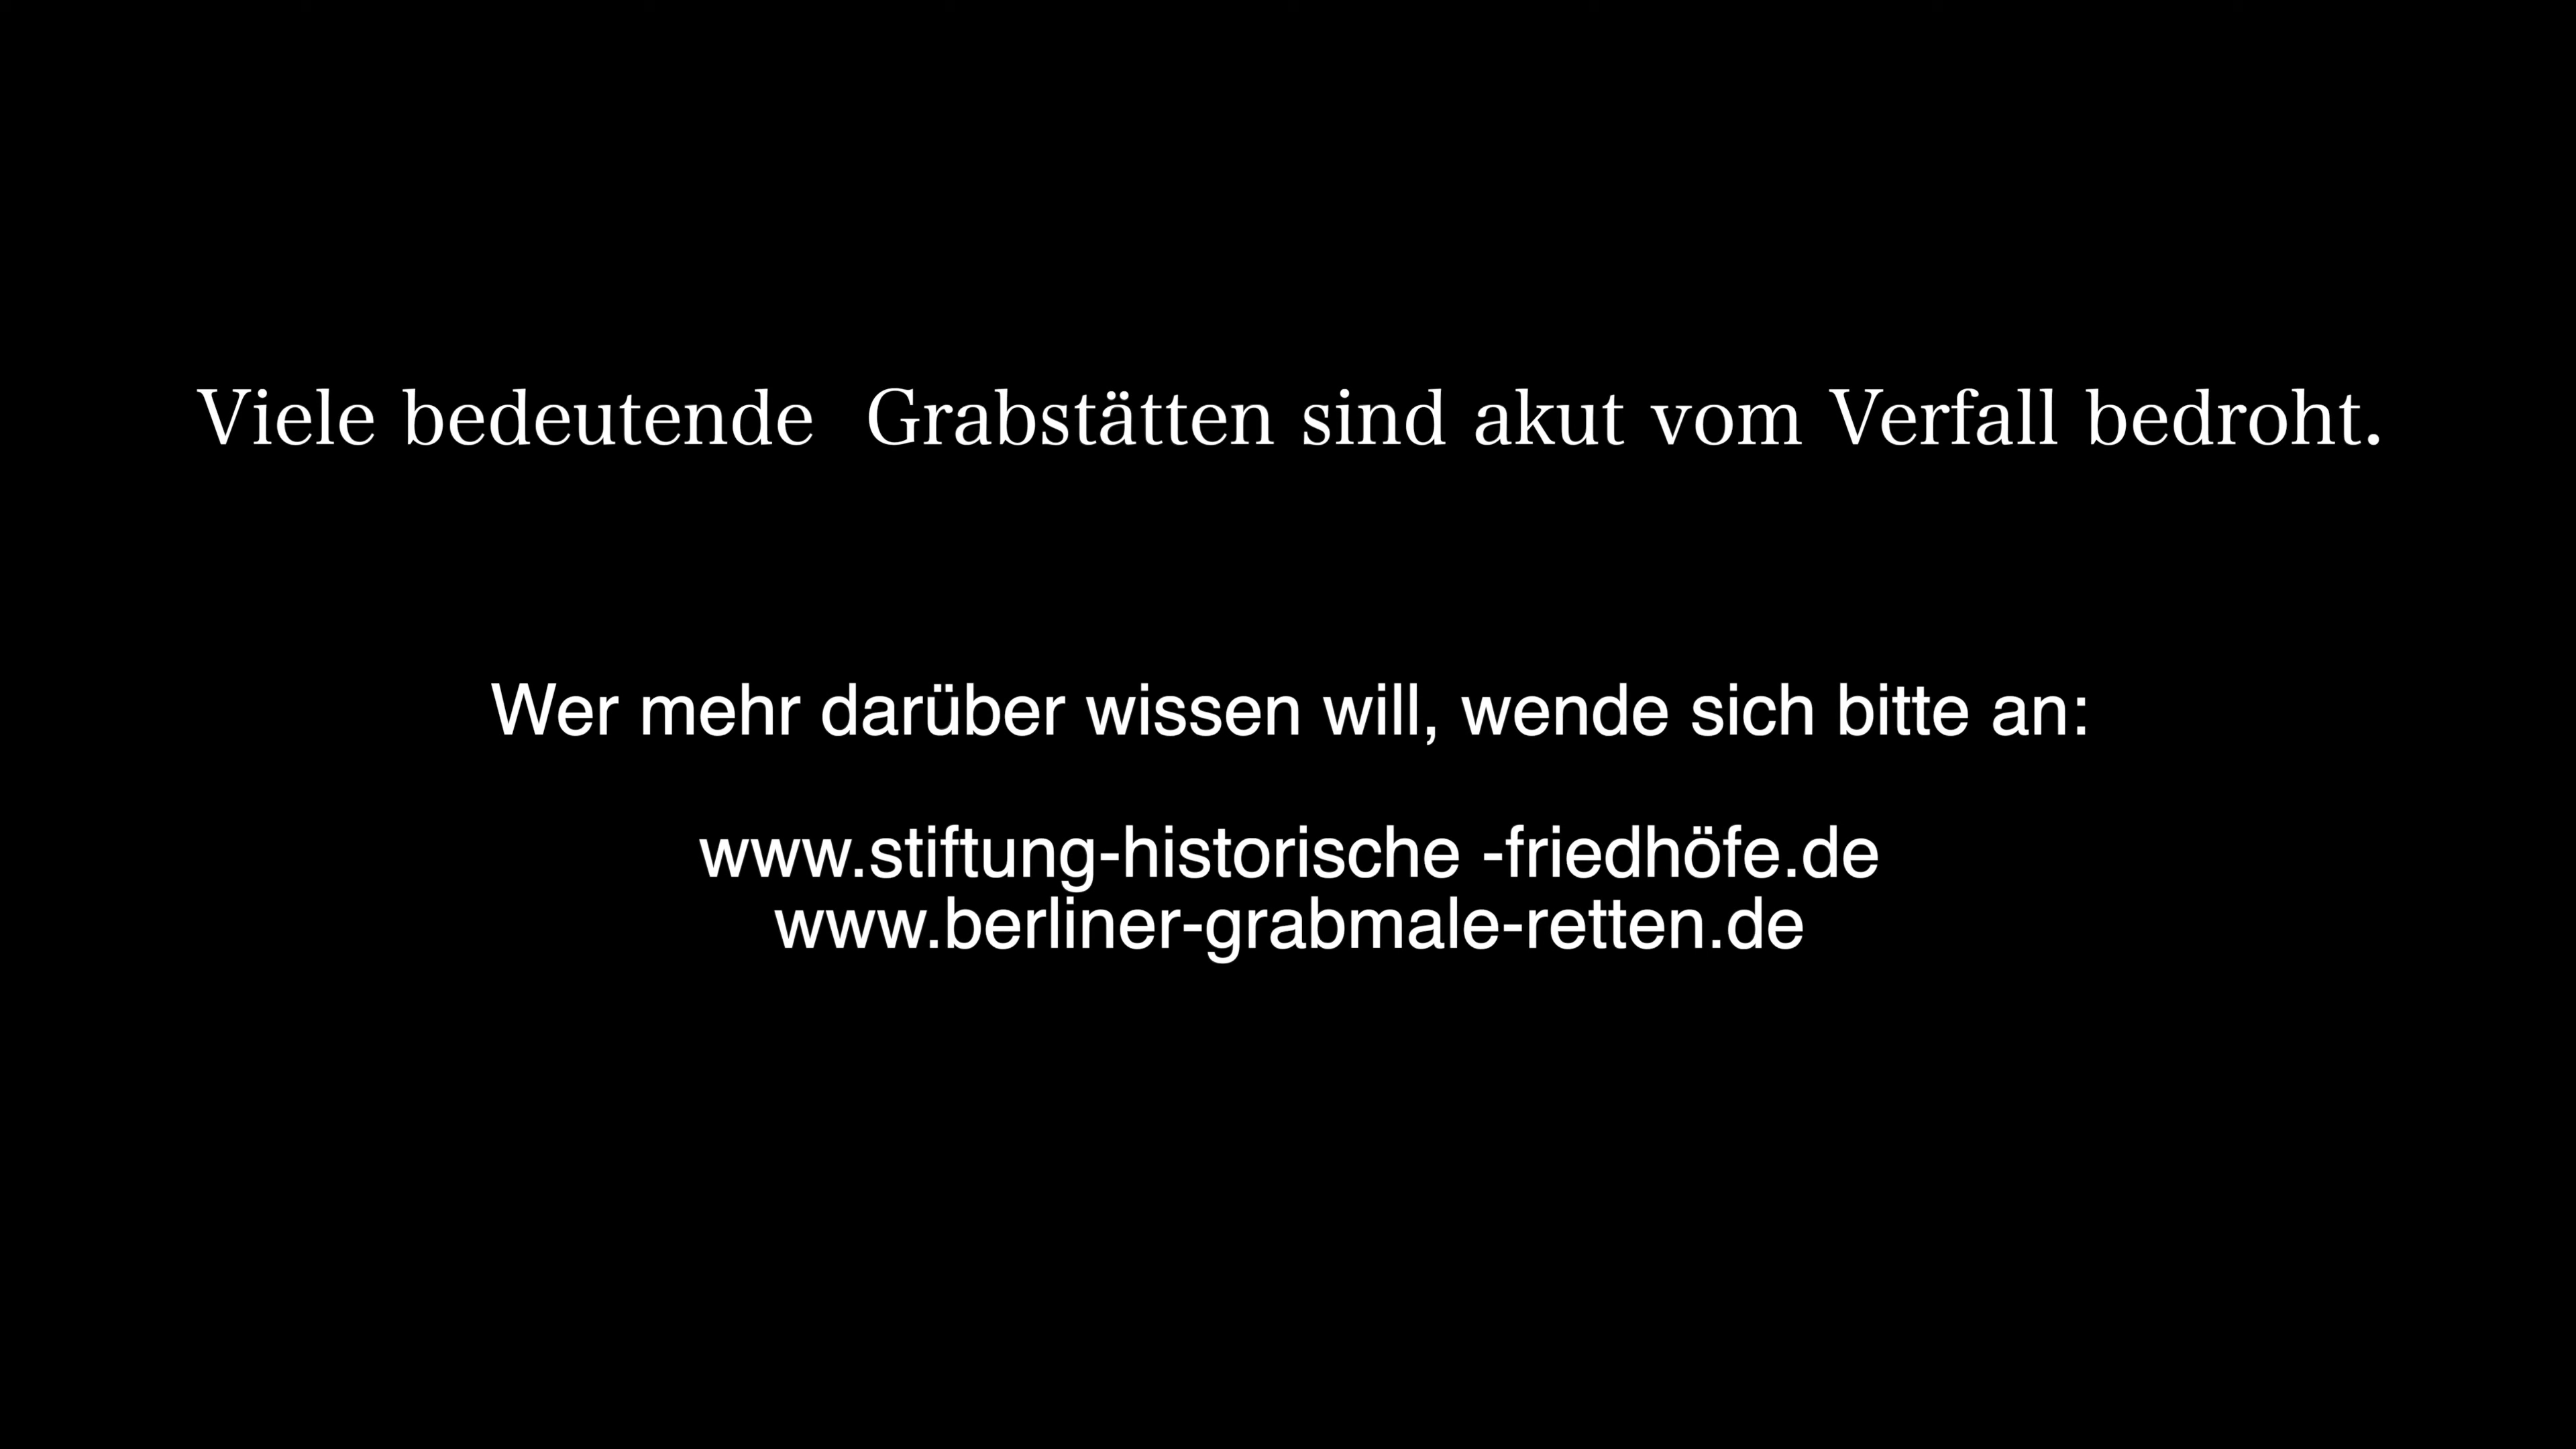 Viele bedeutende  Grabstätten sind akut vom Verfall bedroht.
Wer mehr darüber wissen will, wende sich bitte an:
www.stiftung-historische -friedhöfe.de
www.berliner-grabmale-retten.de